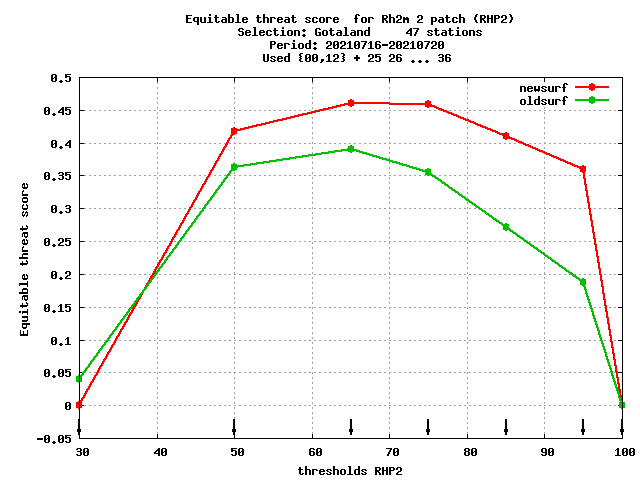 Equitable threat score  for Rh2m 2 patch (RHP2)
Selection: Gotaland     47 stations
Period: 20210716-20210720
Used {00,12} + 25 26 ... 36
newsurf
oldsurf
0.5
0.45
0.4
0.35
0.3
0.25
0.2
0.15
0.1
0.05
0
-0.05
Equitable threat score
30 40 50 60 70 80 90 100
thresholds RHP2